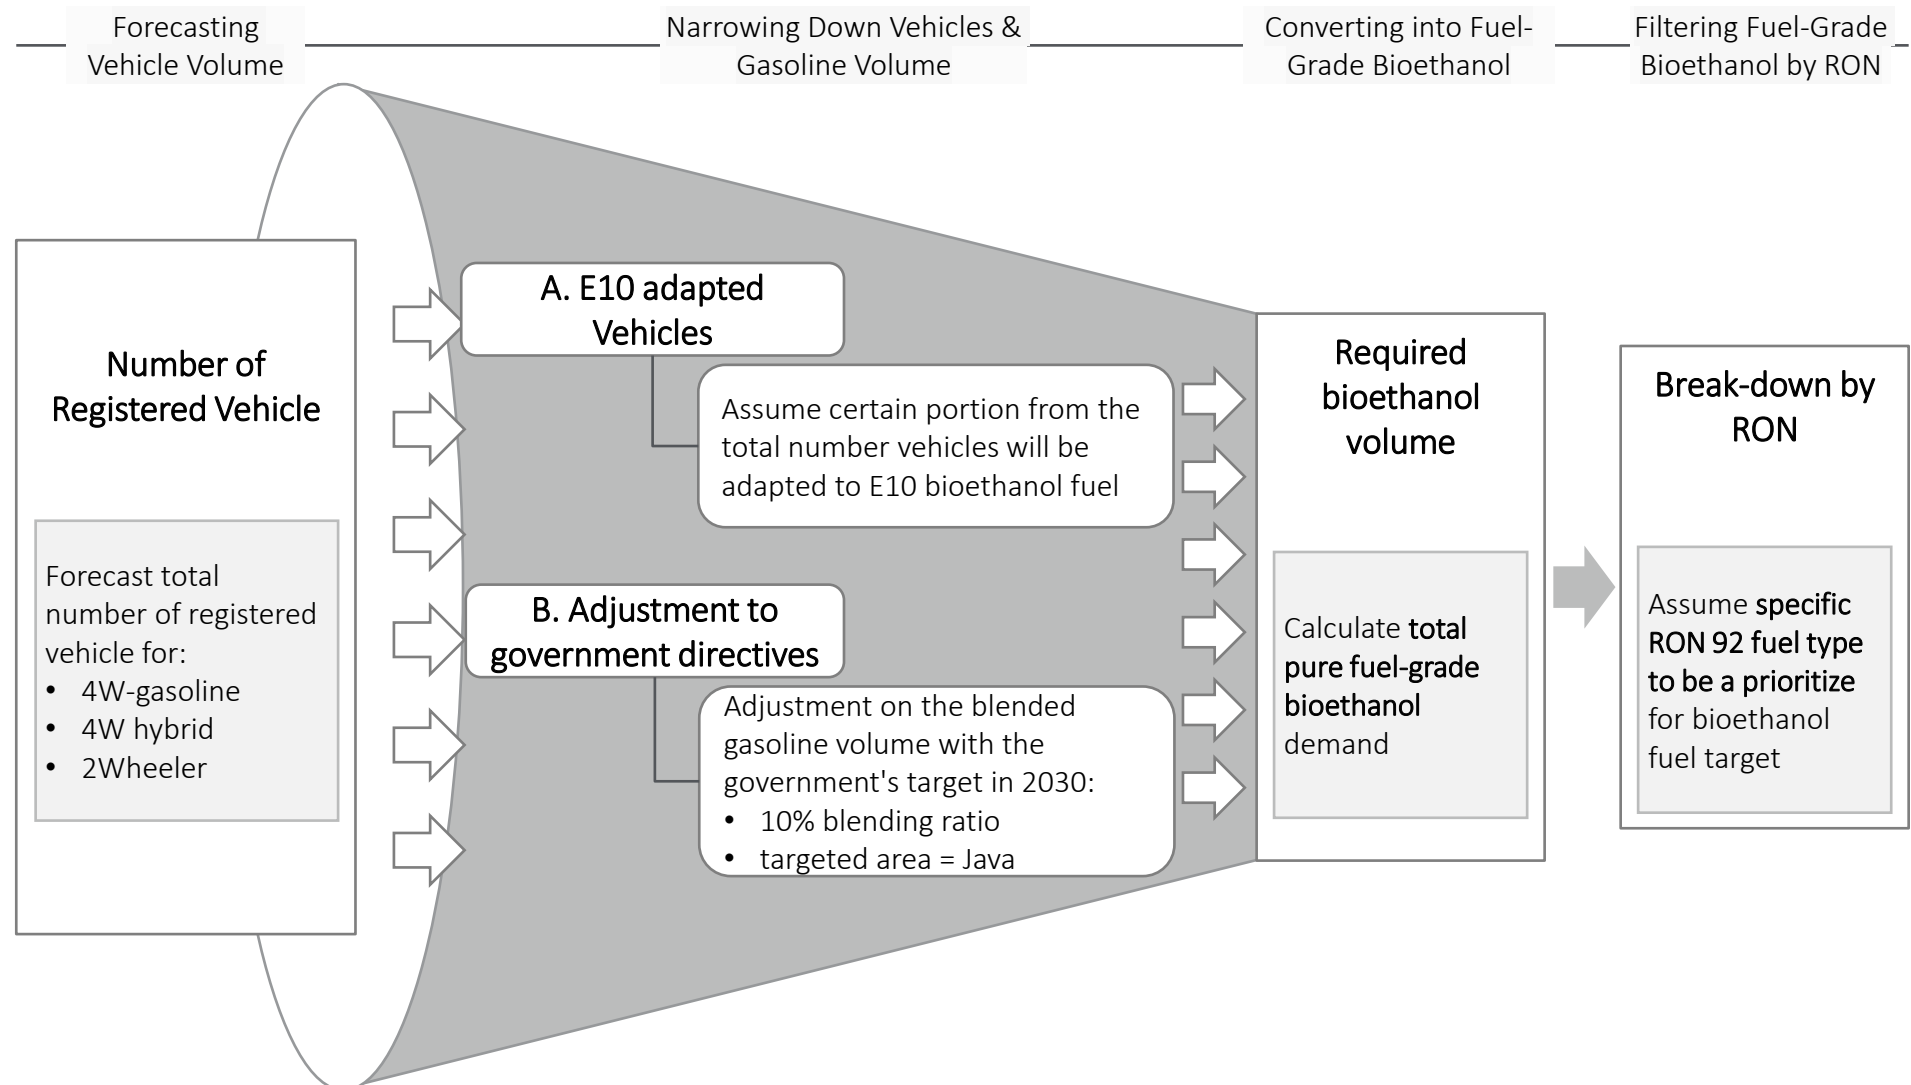 Forecasting
Vehicle Volume
Narrowing Down Vehicles &
Gasoline Volume
Converting into Fuel-
Grade Bioethanol
Filtering Fuel-Grade
Bioethanol by RON
Number of
Registered Vehicle
Forecast total
number of registered
vehicle for:
• 4W-gasoline
• 4W hybrid
• 2Wheeler
A. E10 adapted
Vehicles
Assume certain portion from the
total number vehicles will be
adapted to E10 bioethanol fuel
B. Adjustment to
government directives
Adjustment on the blended
gasoline volume with the
government's target in 2030:
• 10% blending ratio
• targeted area = Java
Required
bioethanol
volume
Calculate total
pure fuel-grade
bioethanol
demand
Break-down by
RON
Assume specific
RON 92 fuel type
to be a prioritize
for bioethanol
fuel target